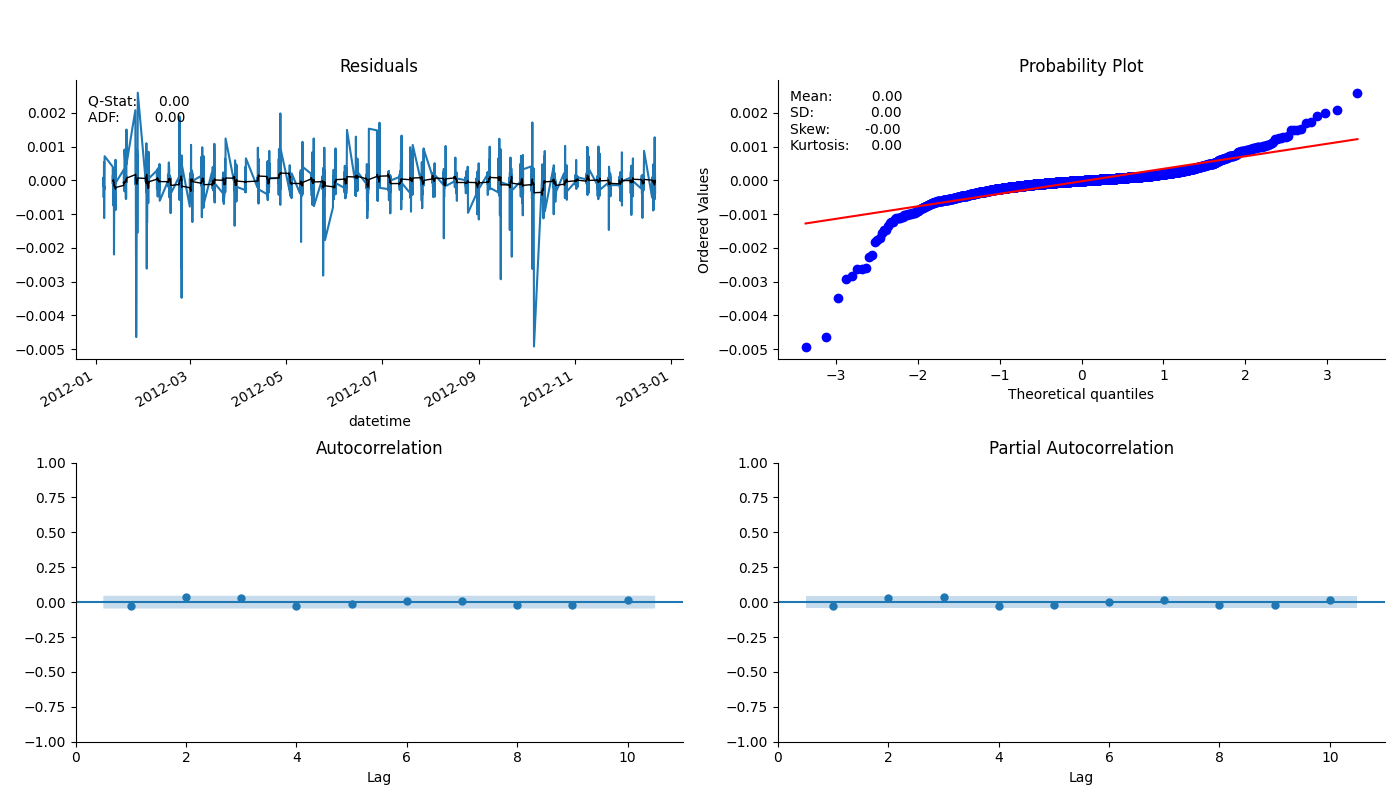 Residuals
Q-Stat: 0.00
ADF: 0.00
0.002
0.001
0.000
−0.001
−0.002
−0.003
−0.004
−0.005
2012-01 2012-03 2012-05 2012-07 2012-09 2012-11 2013-01
datetime
Probability Plot
Mean: 0.00
SD: 0.00
Skew: -0.00
Kurtosis: 0.00
Ordered Values
0.002
0.001
0.000
−0.001
−0.002
−0.003
−0.004
−0.005
−3 −2 −1 0 1 2 3
Theoretical quantiles
Autocorrelation
1.00
0.75
0.50
0.25
0.00
−0.25
−0.50
−0.75
−1.00
0 2 4 6 8 10
Lag
Partial Autocorrelation
1.00
0.75
0.50
0.25
0.00
−0.25
−0.50
−0.75
−1.00
0 2 4 6 8 10
Lag